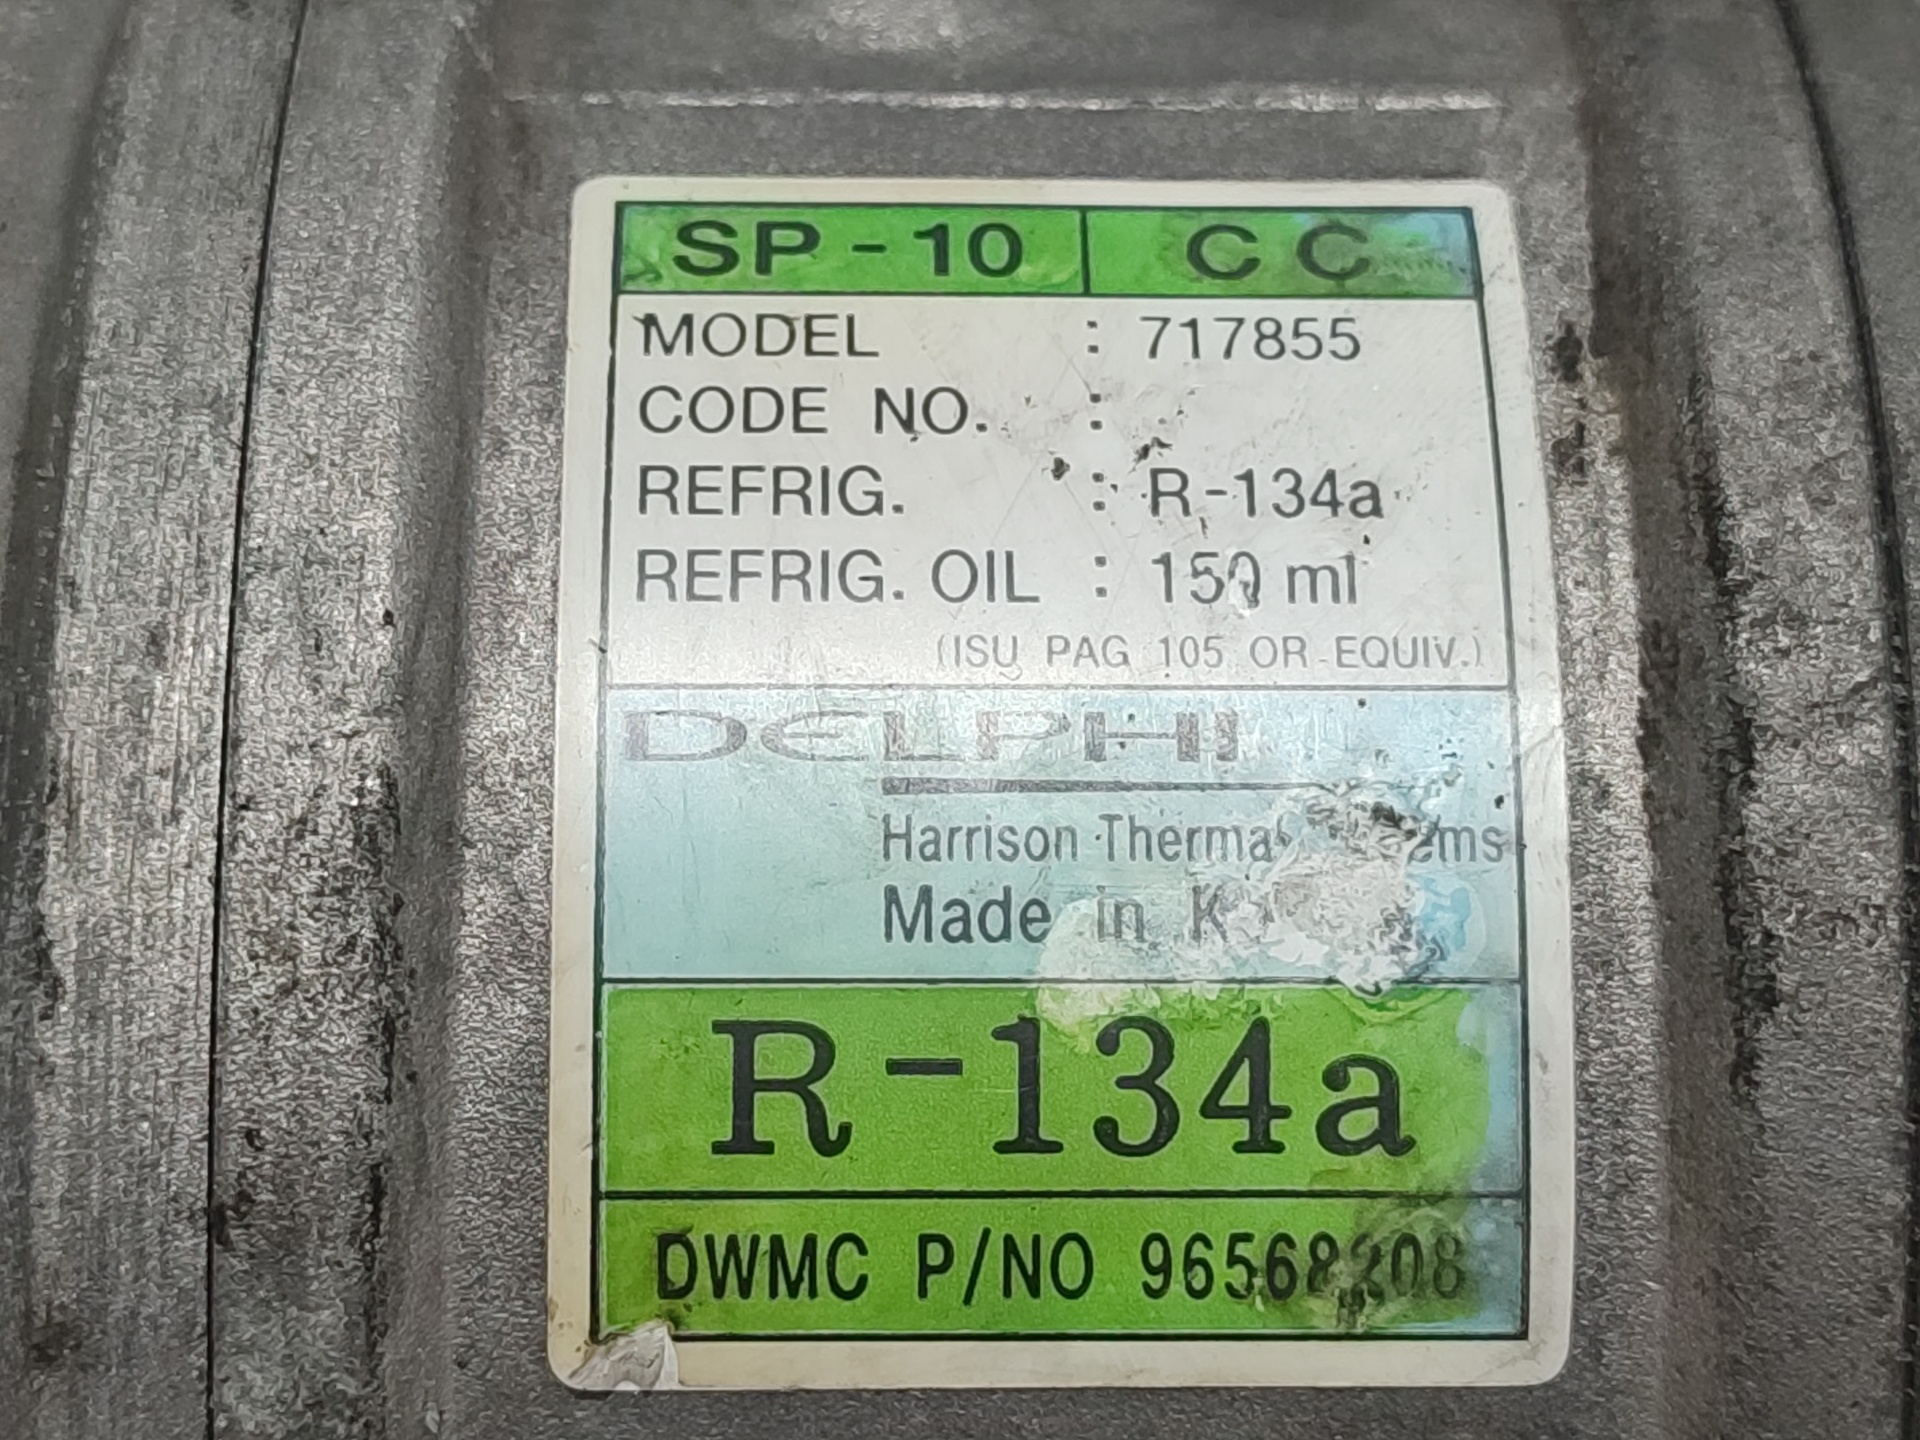 SP-10 CC
MODEL : 717855
CODE NO. :
REFRIG. : R-134a
REFRIG. OIL : 150 ml
(ISU PAG 105 OR EQUIV.)
DELPHI
Harrison
Made in
R-134a
DWMC P/NO 96568208